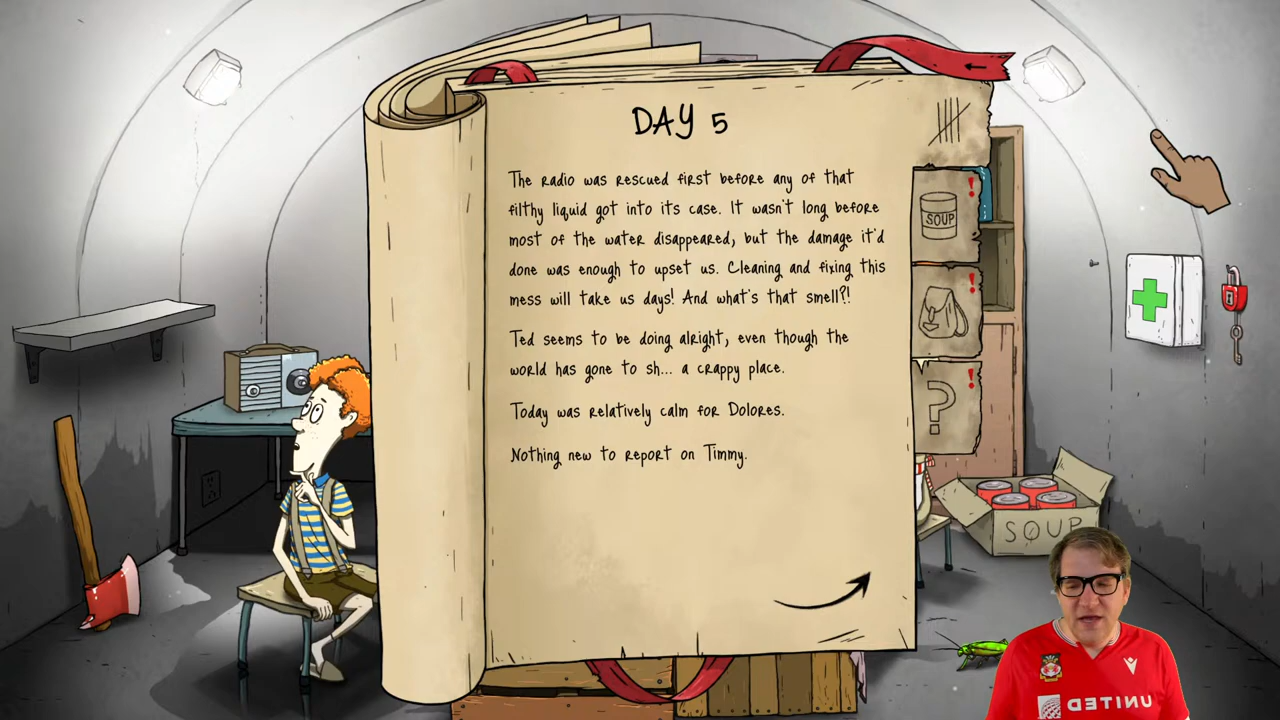 DAY 5
The radio was rescued first before any of that
filthy liquid got into its case. It wasn't long before
most of the water disappeared, but the damage it'd
done was enough to upset us. Cleaning and fixing this
mess will take us days! And what's that smell?!
Ted seems to be doing alright, even though the
world has gone to sh... a crappy place.
Today was relatively calm for Dolores.
Nothing new to report on Timmy.
!
SOUP
!
!
?
SOUP
UNITED